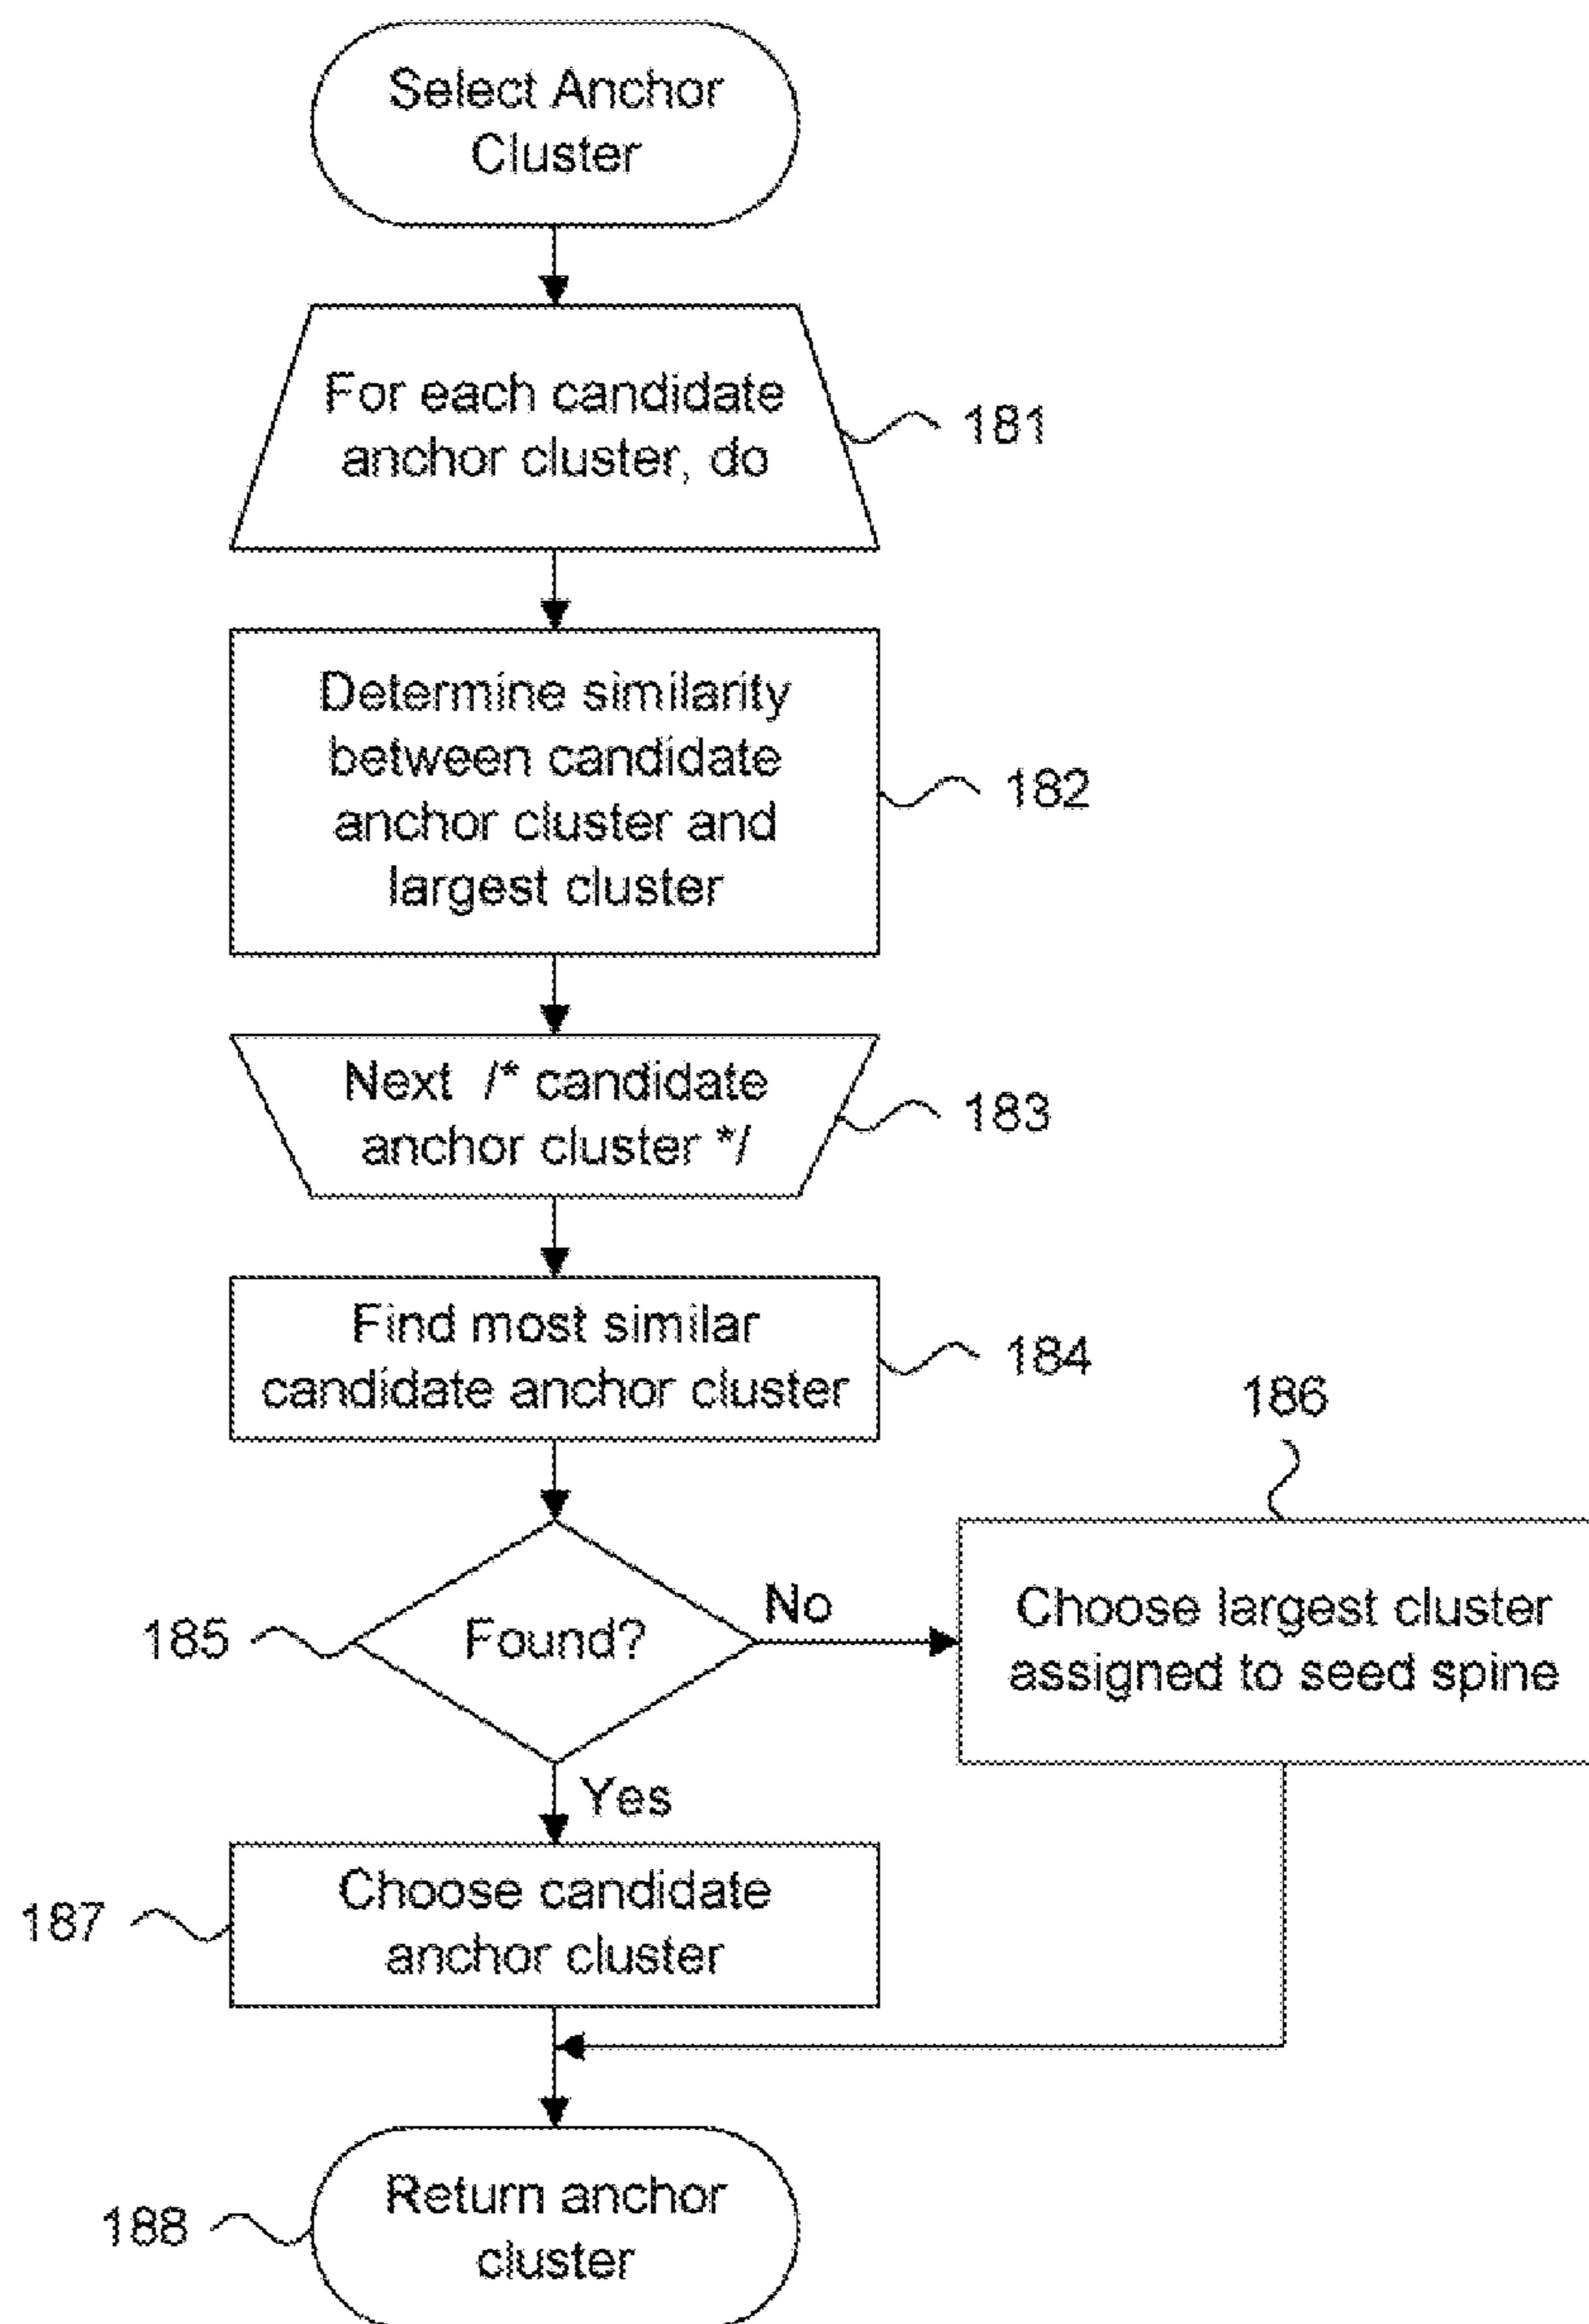 Select Anchor
Cluster
For each candidate
anchor cluster, do
181
Determine similarity
between candidate
anchor cluster and
largest cluster
182
Next /* candidate
anchor cluster */
183
Find most similar
candidate anchor cluster
184
186
185
Found?
No
Choose largest cluster
assigned to seed spine
Yes
187
Choose candidate
anchor cluster
188
Return anchor
cluster